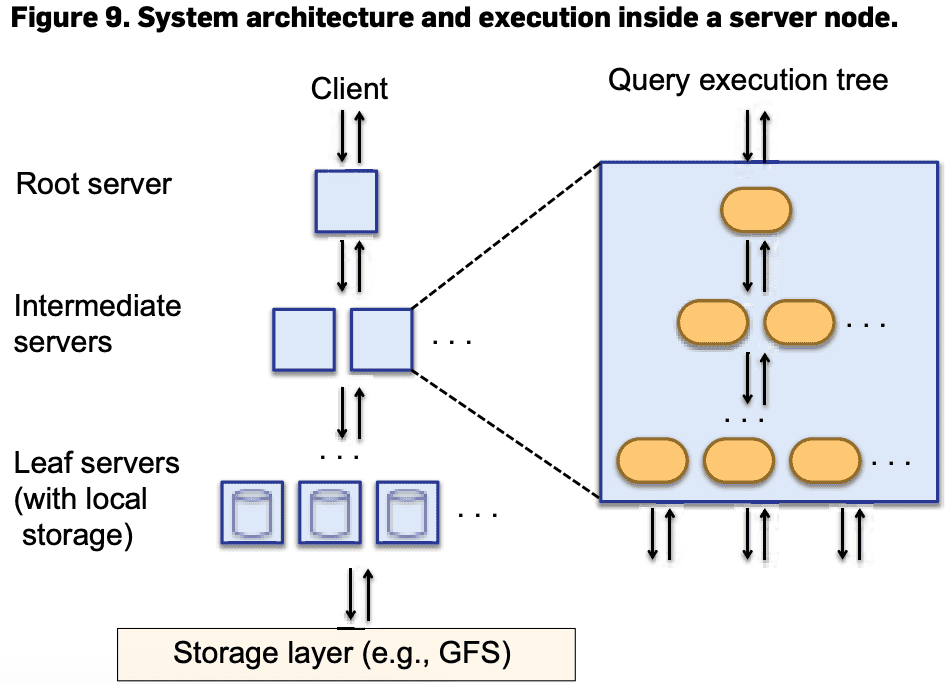 Figure 9. System architecture and execution inside a server node.
Client
Query execution tree
Root server
Intermediate
servers
. . .
. . .
. . .
. . .
Leaf servers
(with local
storage)
. . .
. . .
Storage layer (e.g., GFS)